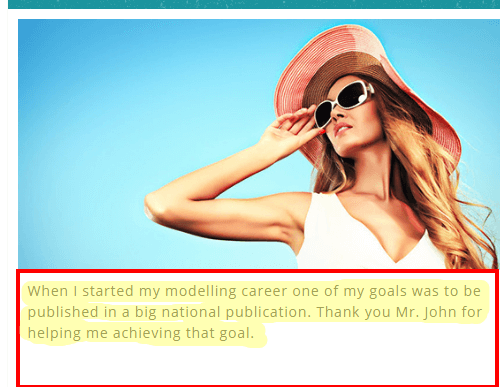 When I started my modelling career one of my goals was to be
published in a big national publication. Thank you Mr. John for
helping me achieving that goal.